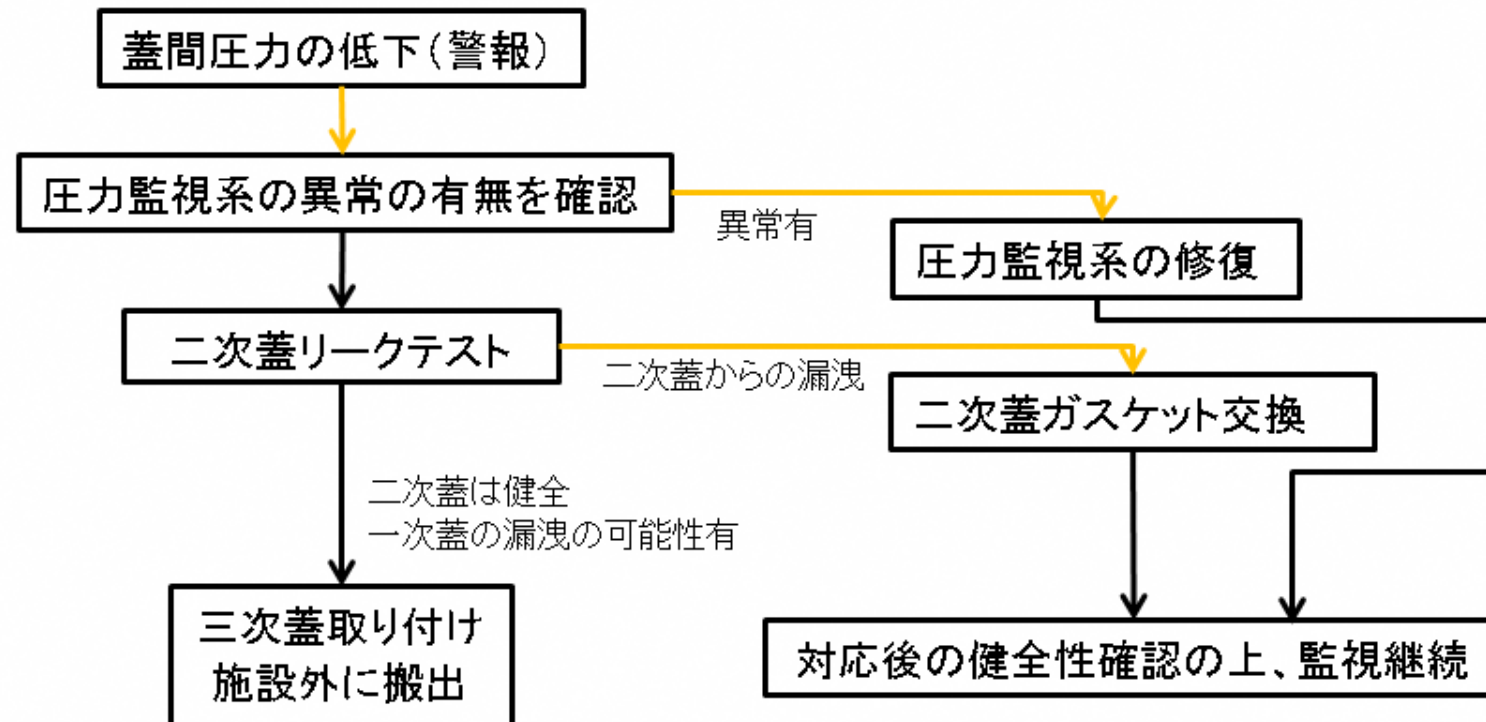 蓋間圧力の低下(警報)
圧力監視系の異常の有無を確認
異常有
圧力監視系の修復
二次蓋リークテスト
二次蓋からの漏洩
二次蓋ガスケット交換
二次蓋は健全
一次蓋の漏洩の可能性有
三次蓋取り付け
施設外に搬出
対応後の健全性確認の上、監視継続